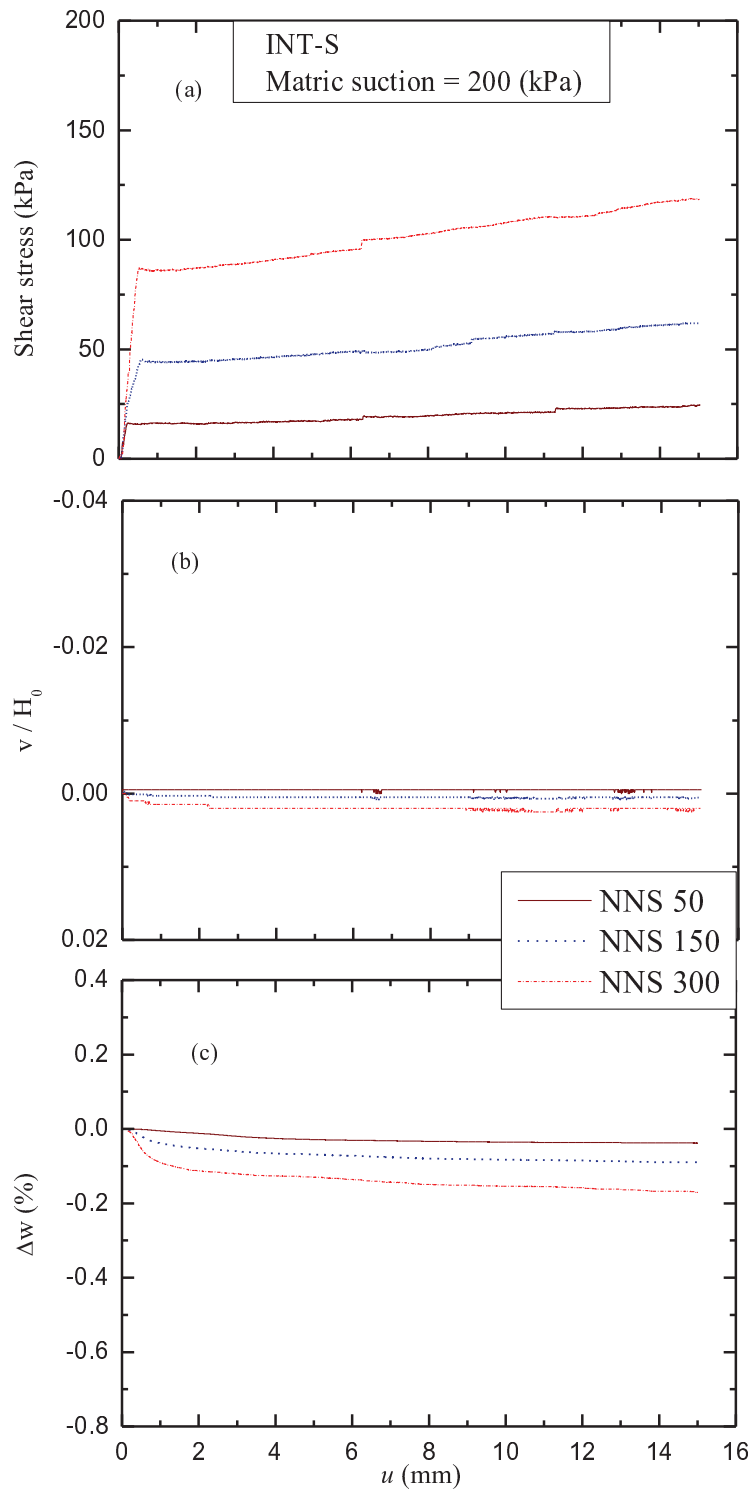 INT-S
Matric suction = 200 (kPa)
(a)
200
150
100
50
0
Shear stress (kPa)
(b)
-0.04
-0.02
0.00
0.02
v / H0
NNS 50
NNS 150
NNS 300
(c)
0.4
0.2
0.0
-0.2
-0.4
-0.6
-0.8
Δw (%)
0 2 4 6 8 10 12 14 16
u (mm)